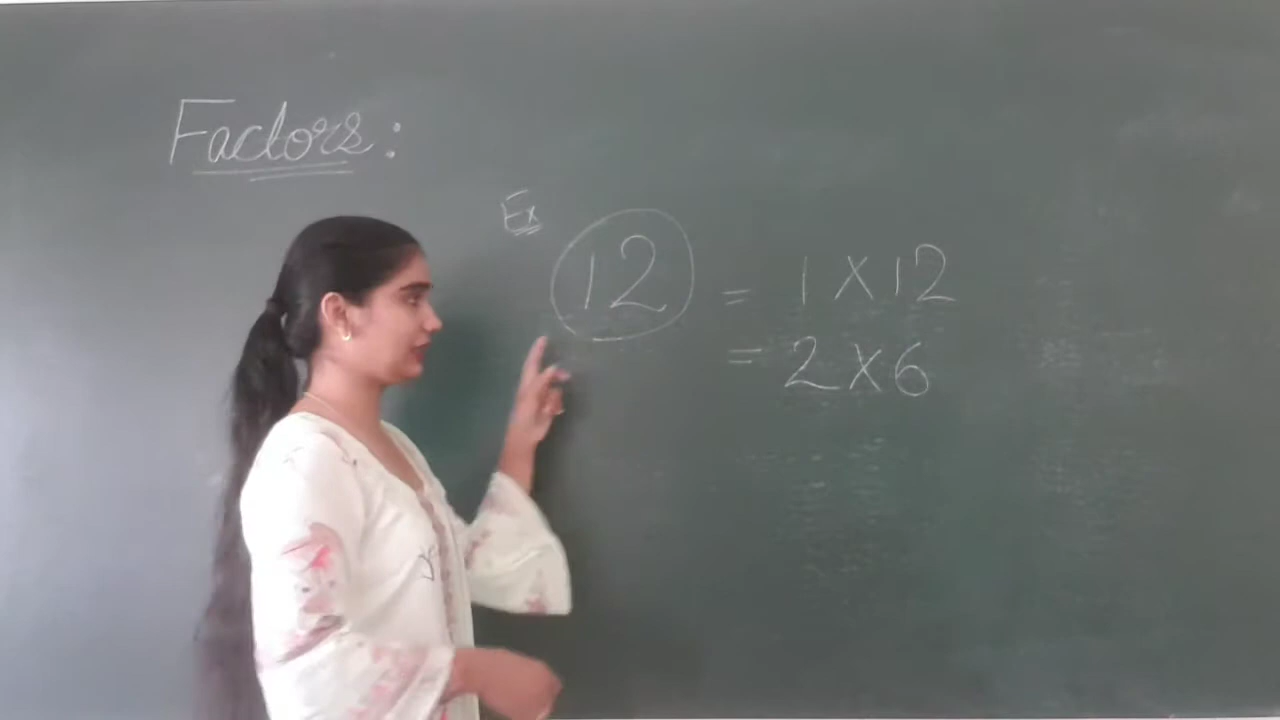 Factors:
Ex
12 = 1 X 12
= 2 X 6